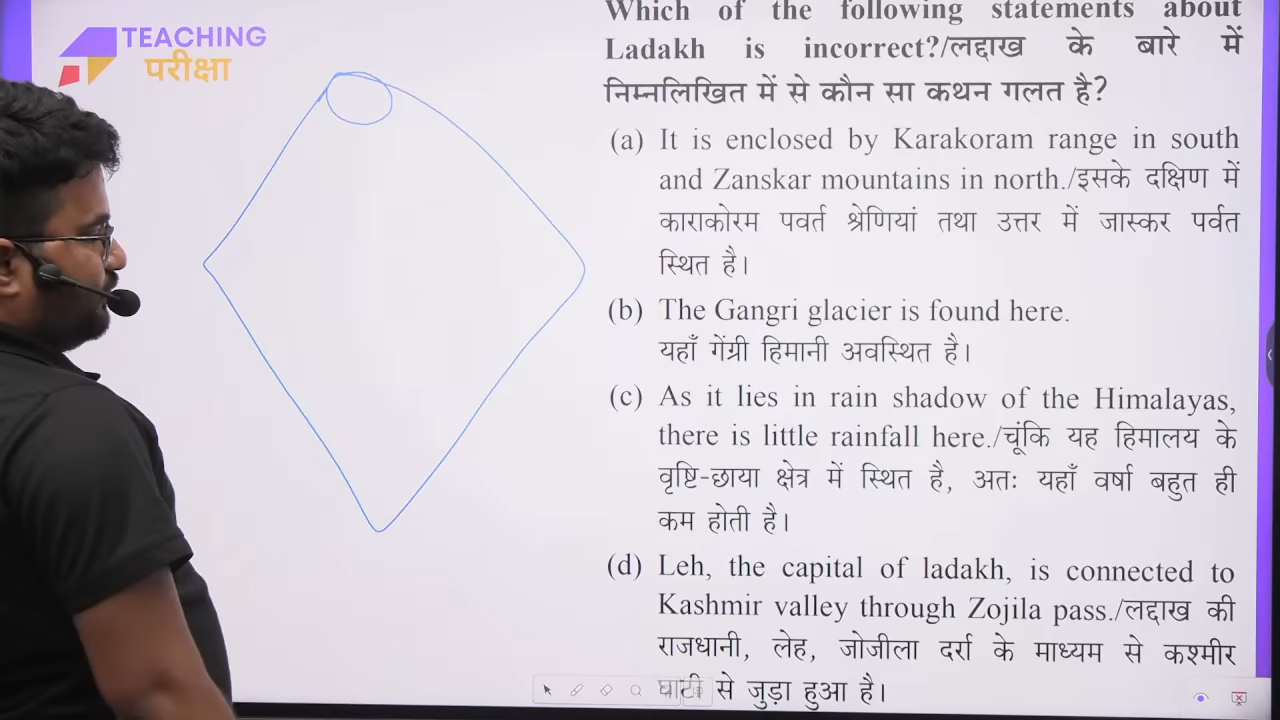 TEACHING
परीक्षा
Which of the following statements about
Ladakh is incorrect?/लद्दाख के बारे में
निम्नलिखित में से कौन सा कथन गलत है?
(a) It is enclosed by Karakoram range in south
and Zanskar mountains in north./इसके दक्षिण में
काराकोरम पवर्त श्रेणियां तथा उत्तर में जास्कर पर्वत
स्थित है।
(b) The Gangri glacier is found here.
यहाँ गेंग्री हिमानी अवस्थित है।
(c) As it lies in rain shadow of the Himalayas,
there is little rainfall here./चूंकि यह हिमालय के
वृष्टि-छाया क्षेत्र में स्थित है, अतः यहाँ वर्षा बहुत ही
कम होती है।
(d) Leh, the capital of ladakh, is connected to
Kashmir valley through Zojila pass./लद्दाख की
राजधानी, लेह, जोजीला दर्रा के माध्यम से कश्मीर
घाटी से जुड़ा हुआ है।